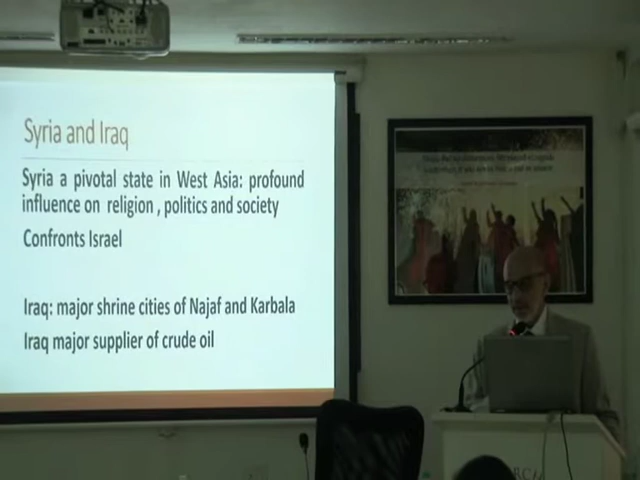 Syria and Iraq
Syria a pivotal state in West Asia: profound
influence on religion , politics and society
Confronts Israel
Iraq: major shrine cities of Najaf and Karbala
Iraq major supplier of crude oil